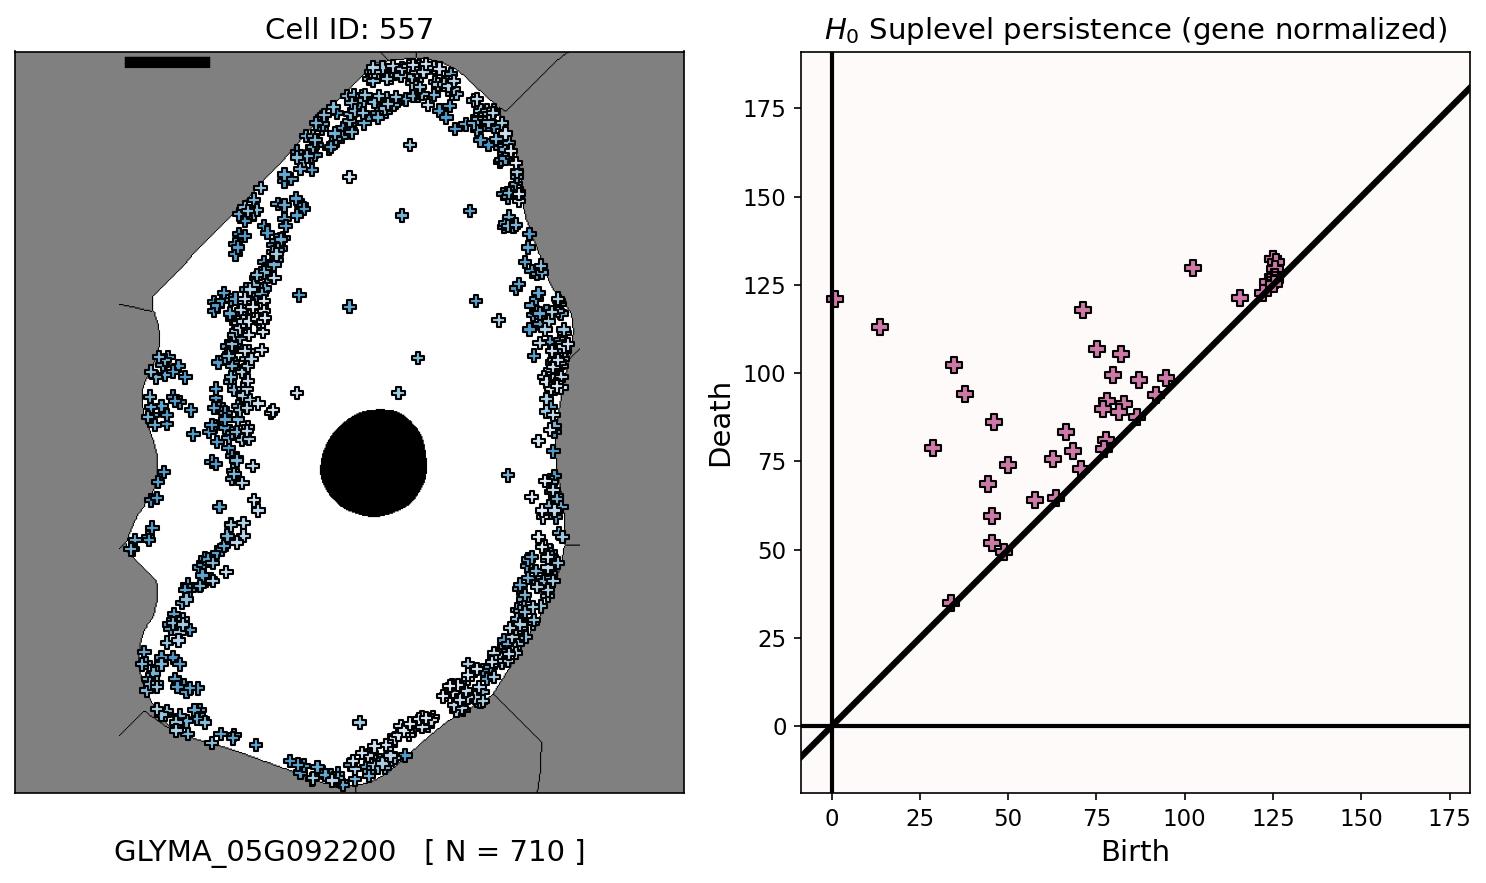 Cell ID: 557
GLYMA_05G092200 [ N = 710 ]
H0 Suplevel persistence (gene normalized)
Death
175
150
125
100
75
50
25
0
0 25 50 75 100 125 150 175
Birth